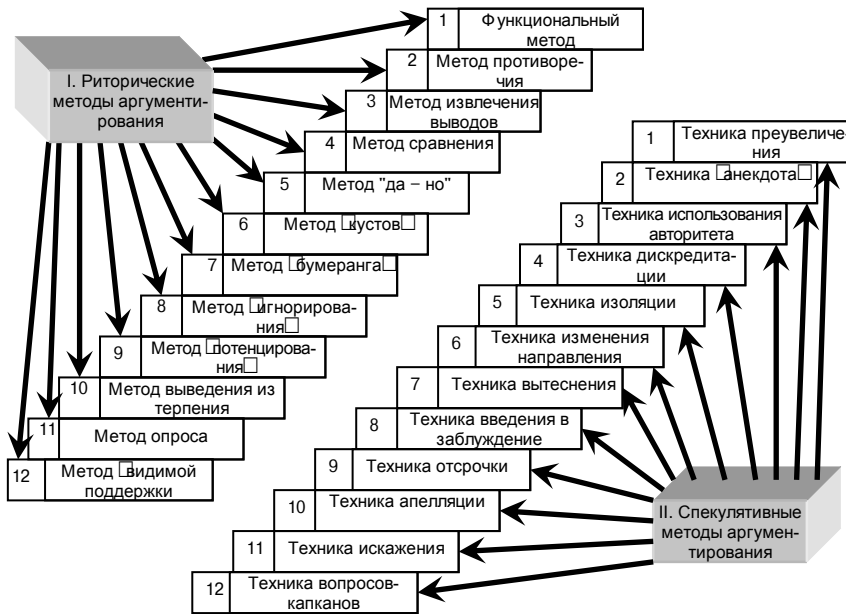 I. Риторические
методы аргументи-
рования
1
Функциональный
метод
2
Метод противоре-
чия
3
Метод извлечения
выводов
4
Метод сравнения
5
Метод "да – но"
6
Метод □кустов□
7
Метод □бумеранга□
8
Метод □игнорирова-
ния□
9
Метод □потенцирова-
ния□
10
Метод выведения из
терпения
11
Метод опроса
12
Метод □видимой
поддержки
1
Техника преувеличе-
ния
2
Техника □анекдота□
3
Техника использования
авторитета
4
Техника дискредита-
ции
5
Техника изоляции
6
Техника изменения
направления
7
Техника вытеснения
8
Техника введения в
заблуждение
9
Техника отсрочки
10
Техника апелляции
11
Техника искажения
12
Техника вопросов-
капканов
II. Спекулятивные
методы аргумен-
тирования